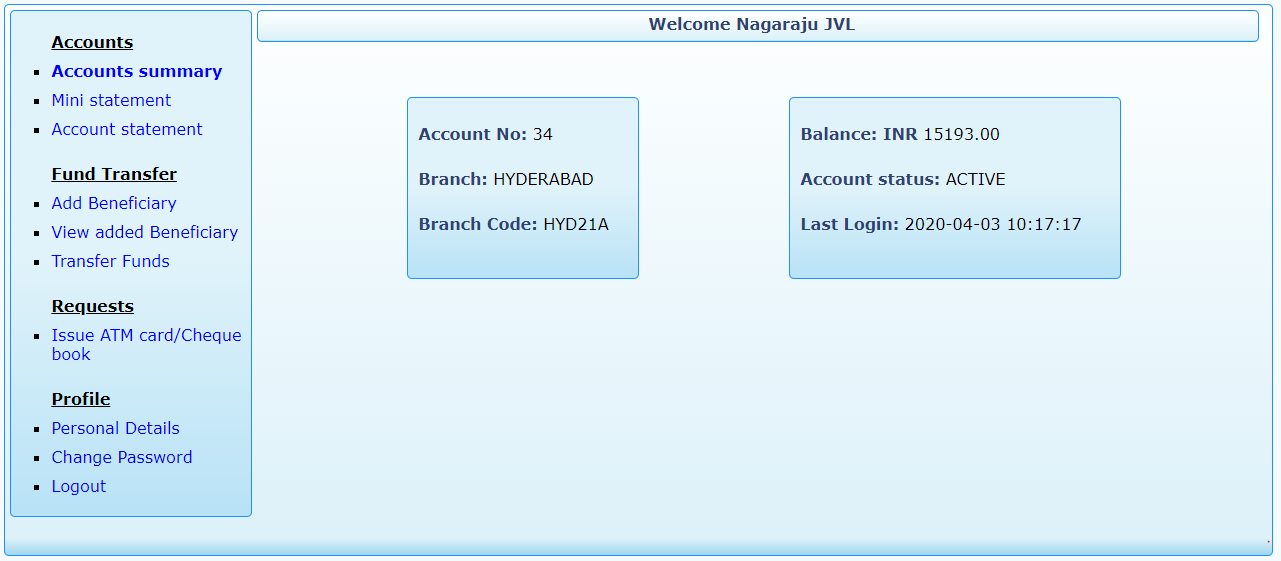 Welcome Nagaraju JVL
Accounts
Accounts summary
Mini statement
Account statement
Fund Transfer
Add Beneficiary
View added Beneficiary
Transfer Funds
Requests
Issue ATM card/Cheque
book
Profile
Personal Details
Change Password
Logout
Account No: 34
Branch: HYDERABAD
Branch Code: HYD21A
Balance: INR 15193.00
Account status: ACTIVE
Last Login: 2020-04-03 10:17:17